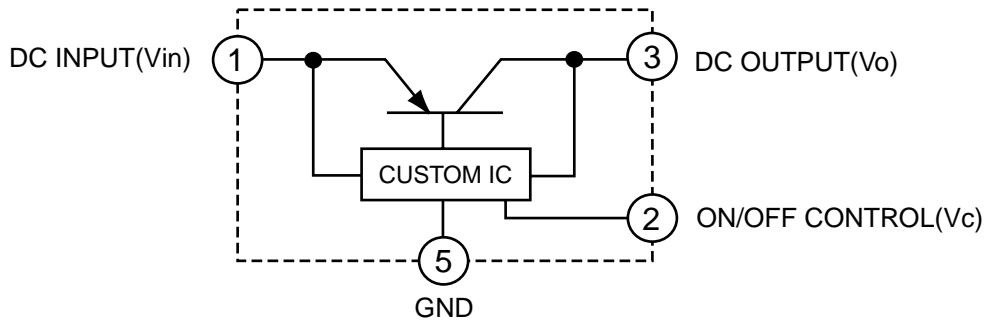 DC INPUT(Vin) 1 3 DC OUTPUT(Vo)
CUSTOM IC
2 ON/OFF CONTROL(Vc)
5
GND